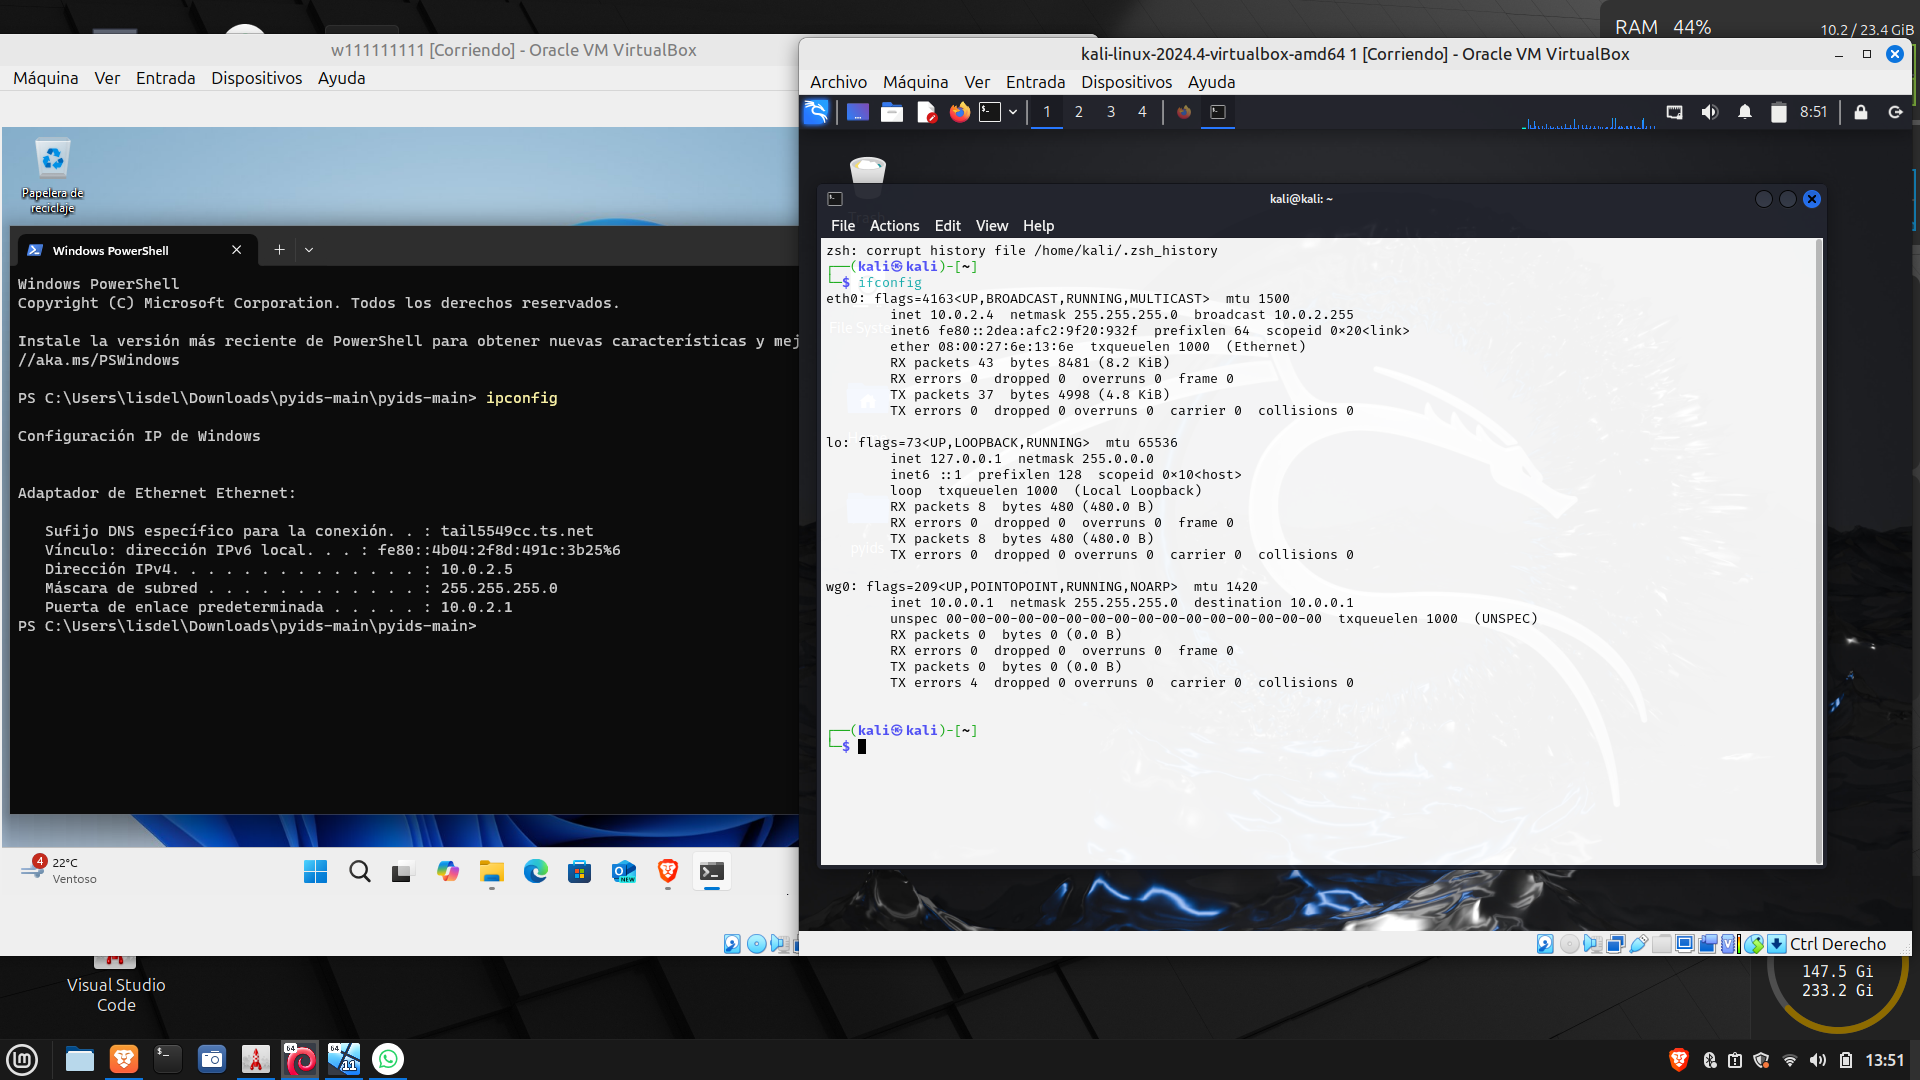 RAM 44%
10.2 / 23.4 GiB
w111111111 [Corriendo] - Oracle VM VirtualBox
Máquina Ver Entrada Dispositivos Ayuda
Papelera de
reciclaje
Windows PowerShell
Windows PowerShell
Copyright (C) Microsoft Corporation. Todos los derechos reservados.
Instale la versión más reciente de PowerShell para obtener nuevas características y mej
//aka.ms/PSWindows
PS C:\Users\lisdel\Downloads\pyids-main\pyids-main> ipconfig
Configuración IP de Windows
Adaptador de Ethernet Ethernet:
Sufijo DNS específico para la conexión. . : tail5549cc.ts.net
Vínculo: dirección IPv6 local. . . : fe80::4b04:2f8d:491c:3b25%6
Dirección IPv4. . . . . . . . . . . . . . : 10.0.2.5
Máscara de subred . . . . . . . . . . . . : 255.255.255.0
Puerta de enlace predeterminada . . . . . : 10.0.2.1
PS C:\Users\lisdel\Downloads\pyids-main\pyids-main>
4
22°C
Ventoso
NEW
kali-linux-2024.4-virtualbox-amd64 1 [Corriendo] - Oracle VM VirtualBox
Archivo Máquina Ver Entrada Dispositivos Ayuda
1 2 3 4
8:51
kali@kali: ~
File Actions Edit View Help
zsh: corrupt history file /home/kali/.zsh_history
┌──(kali㉿kali)-[~]
└─$ ifconfig
eth0: flags=4163<UP,BROADCAST,RUNNING,MULTICAST> mtu 1500
inet 10.0.2.4 netmask 255.255.255.0 broadcast 10.0.2.255
inet6 fe80::2dea:afc2:9f20:932f prefixlen 64 scopeid 0×20<link>
ether 08:00:27:6e:13:6e txqueuelen 1000 (Ethernet)
RX packets 43 bytes 8481 (8.2 KiB)
RX errors 0 dropped 0 overruns 0 frame 0
TX packets 37 bytes 4998 (4.8 KiB)
TX errors 0 dropped 0 overruns 0 carrier 0 collisions 0
lo: flags=73<UP,LOOPBACK,RUNNING> mtu 65536
inet 127.0.0.1 netmask 255.0.0.0
inet6 ::1 prefixlen 128 scopeid 0×10<host>
loop txqueuelen 1000 (Local Loopback)
RX packets 8 bytes 480 (480.0 B)
RX errors 0 dropped 0 overruns 0 frame 0
TX packets 8 bytes 480 (480.0 B)
TX errors 0 dropped 0 overruns 0 carrier 0 collisions 0
wg0: flags=209<UP,POINTOPOINT,RUNNING,NOARP> mtu 1420
inet 10.0.0.1 netmask 255.255.255.0 destination 10.0.0.1
unspec 00-00-00-00-00-00-00-00-00-00-00-00-00-00-00-00 txqueuelen 1000 (UNSPEC)
RX packets 0 bytes 0 (0.0 B)
RX errors 0 dropped 0 overruns 0 frame 0
TX packets 0 bytes 0 (0.0 B)
TX errors 4 dropped 0 overruns 0 carrier 0 collisions 0
┌──(kali㉿kali)-[~]
└─$
Ctrl Derecho
147.5 Gi
233.2 Gi
Visual Studio
Code
64
64
11
13:51